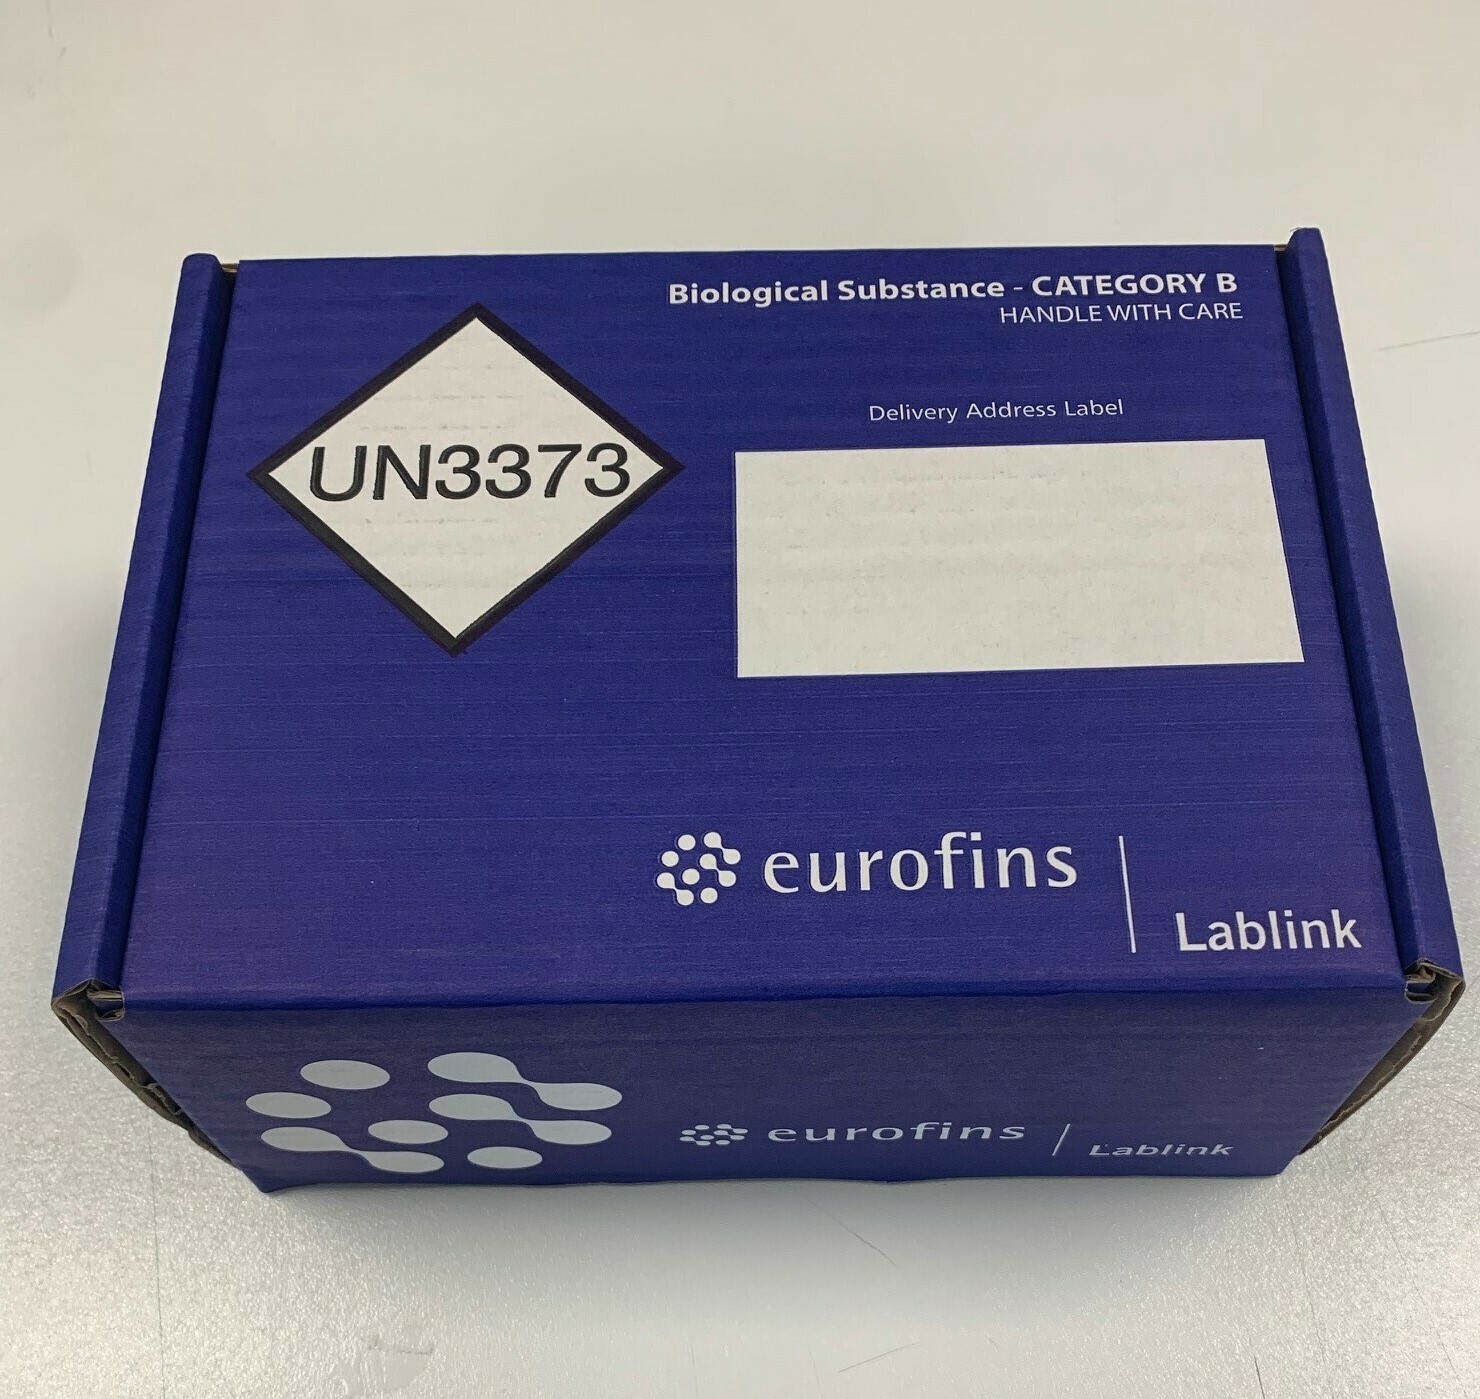 Biological Substance - CATEGORY B
HANDLE WITH CARE
UN3373
Delivery Address Label
eurofins
Lablink
eurofins
Lablink